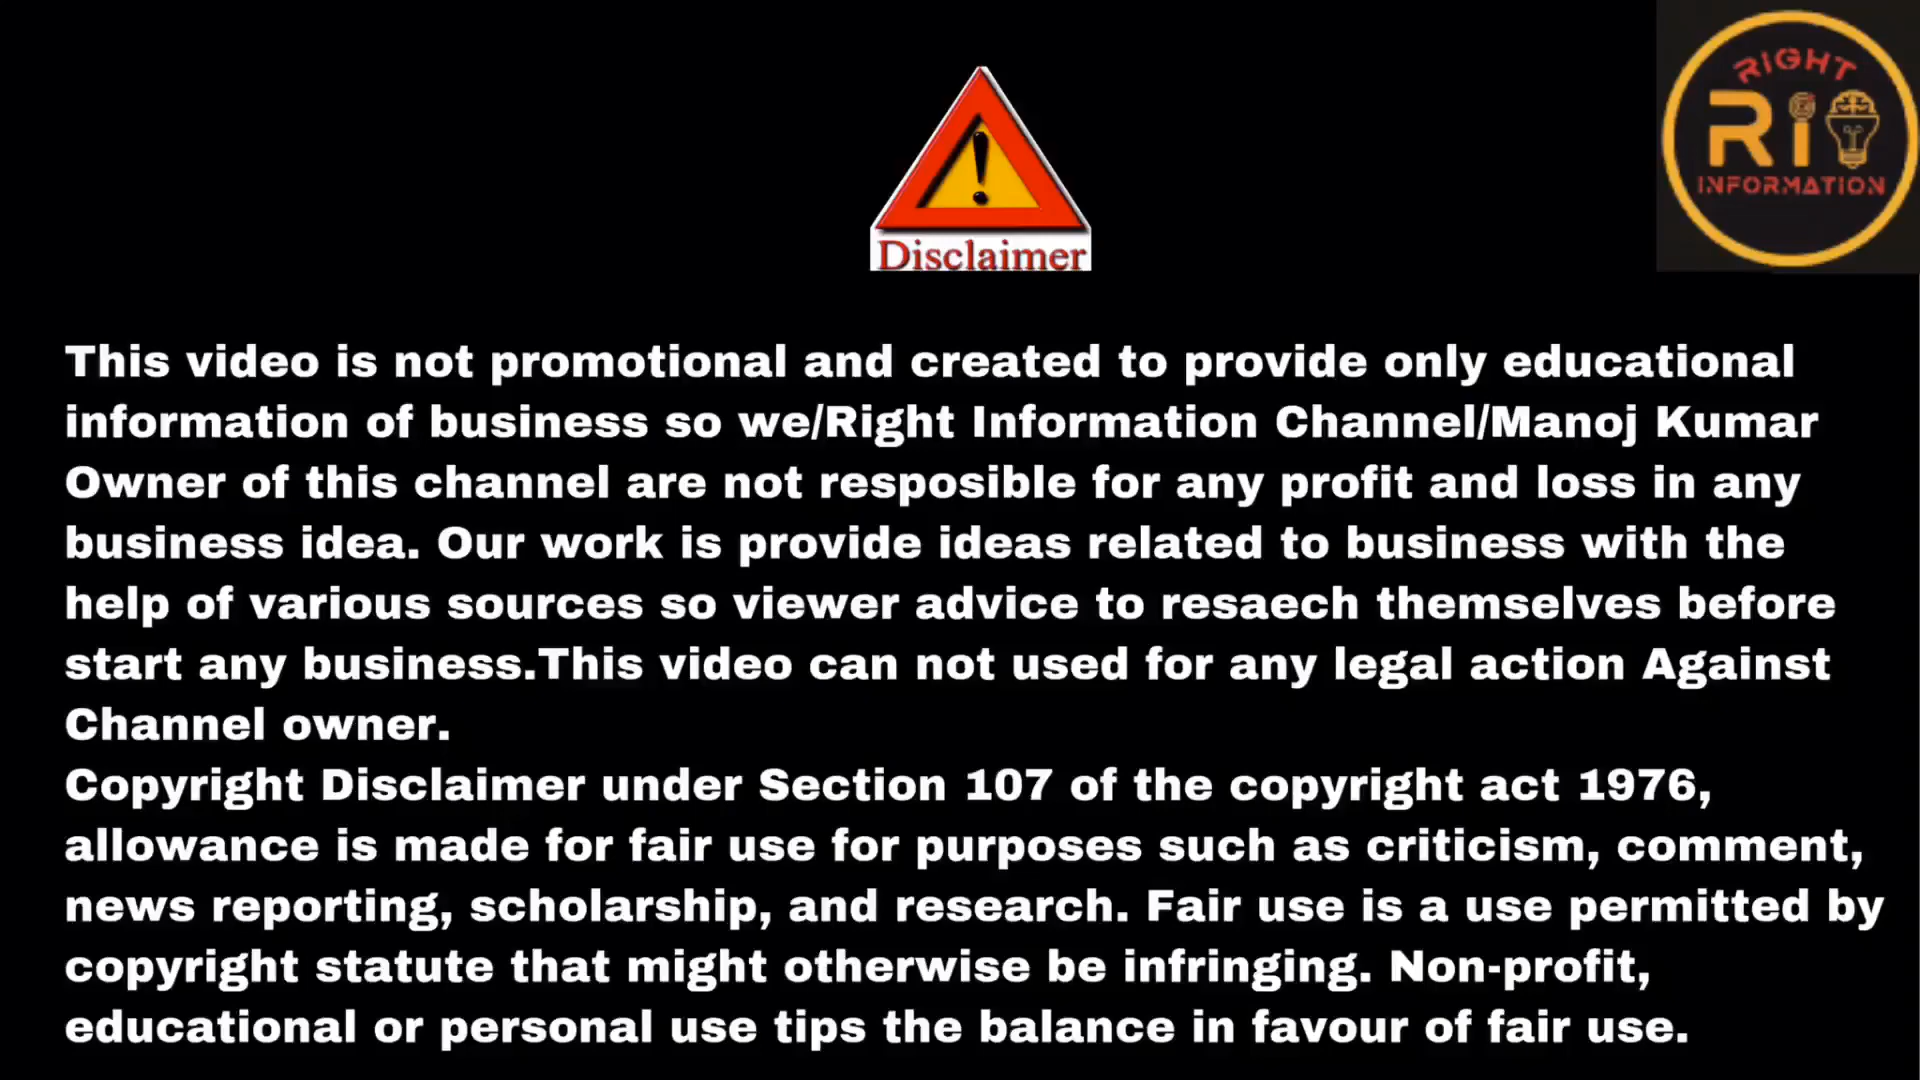 RIGHT
Ri
INFORMATION
Disclaimer
This video is not promotional and created to provide only educational
information of business so we/Right Information Channel/Manoj Kumar
Owner of this channel are not resposible for any profit and loss in any
business idea. Our work is provide ideas related to business with the
help of various sources so viewer advice to resaech themselves before
start any business.This video can not used for any legal action Against
Channel owner.
Copyright Disclaimer under Section 107 of the copyright act 1976,
allowance is made for fair use for purposes such as criticism, comment,
news reporting, scholarship, and research. Fair use is a use permitted by
copyright statute that might otherwise be infringing. Non-profit,
educational or personal use tips the balance in favour of fair use.